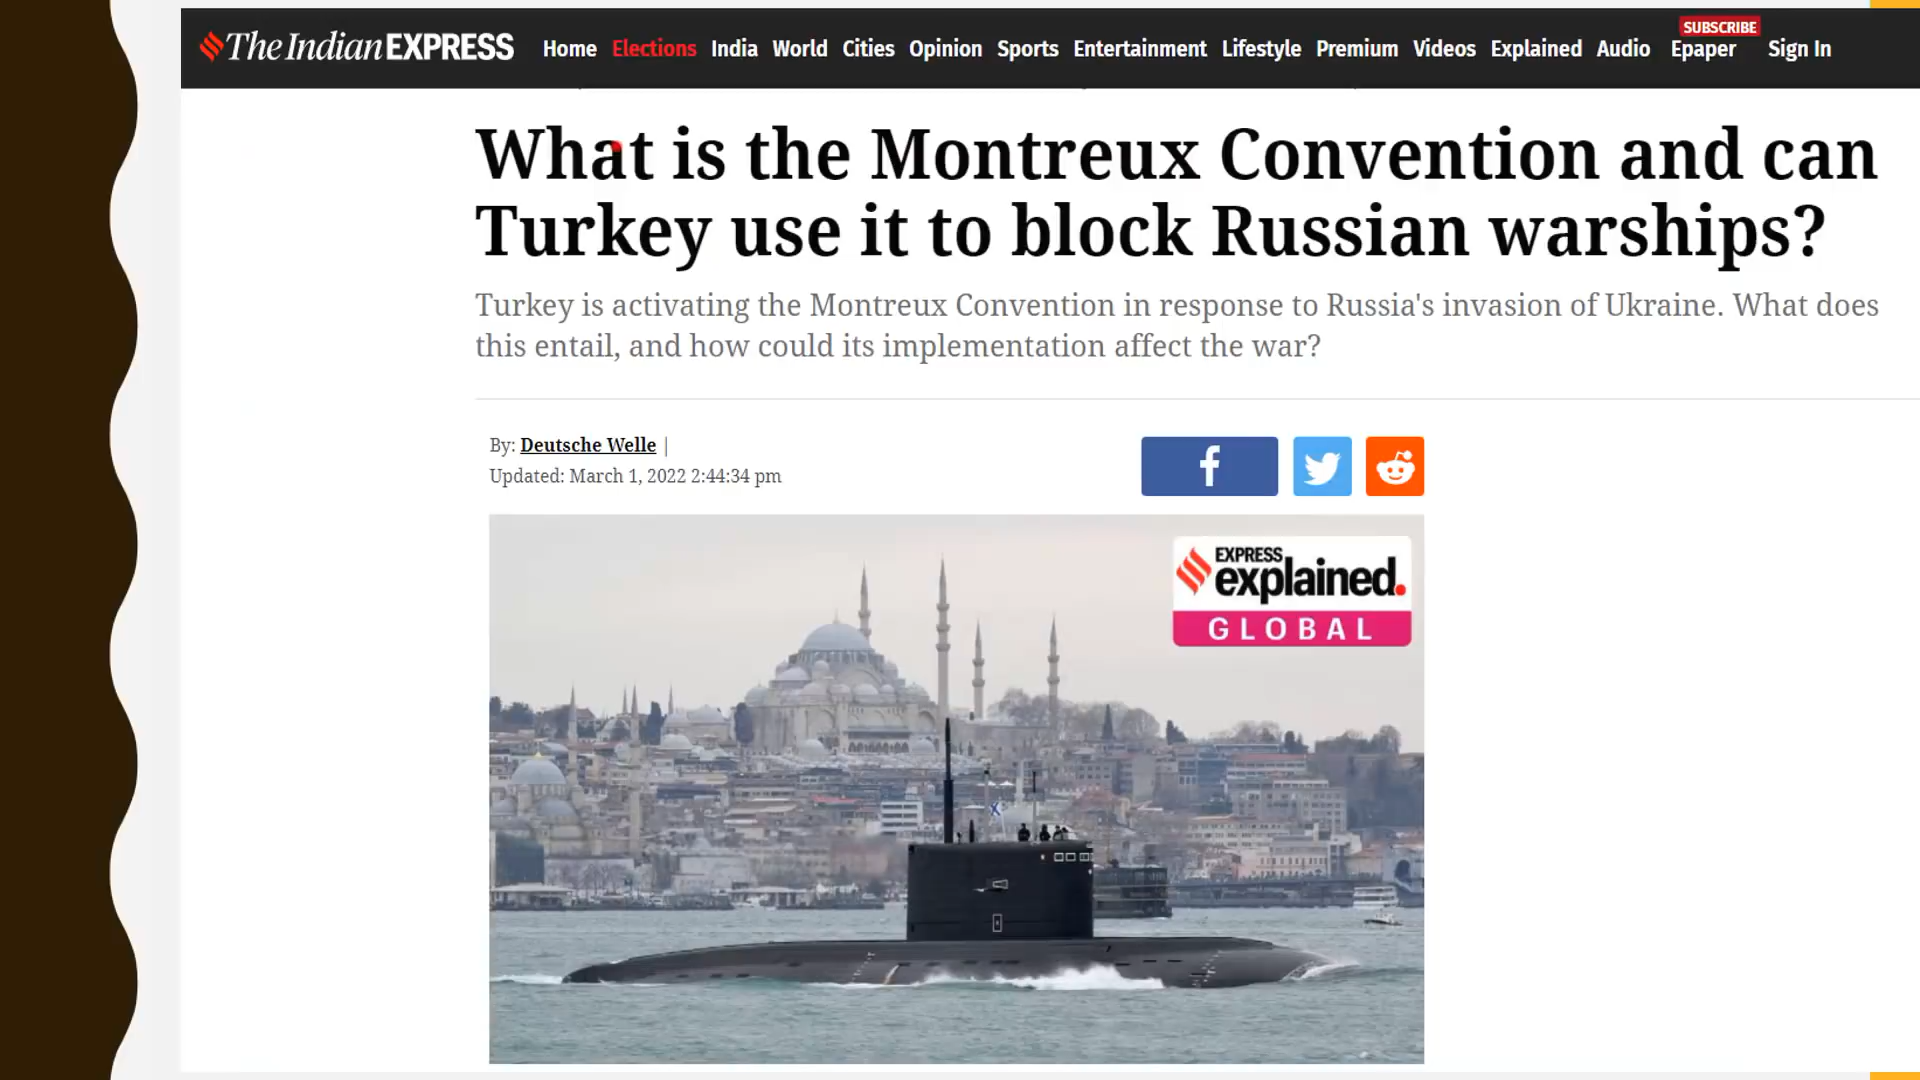 The Indian EXPRESS Home Elections India World Cities Opinion Sports Entertainment Lifestyle Premium Videos Explained Audio Epaper SUBSCRIBE Sign In
What is the Montreux Convention and can
Turkey use it to block Russian warships?
Turkey is activating the Montreux Convention in response to Russia's invasion of Ukraine. What does
this entail, and how could its implementation affect the war?
By: Deutsche Welle |
Updated: March 1, 2022 2:44:34 pm
EXPRESS
explained.
GLOBAL